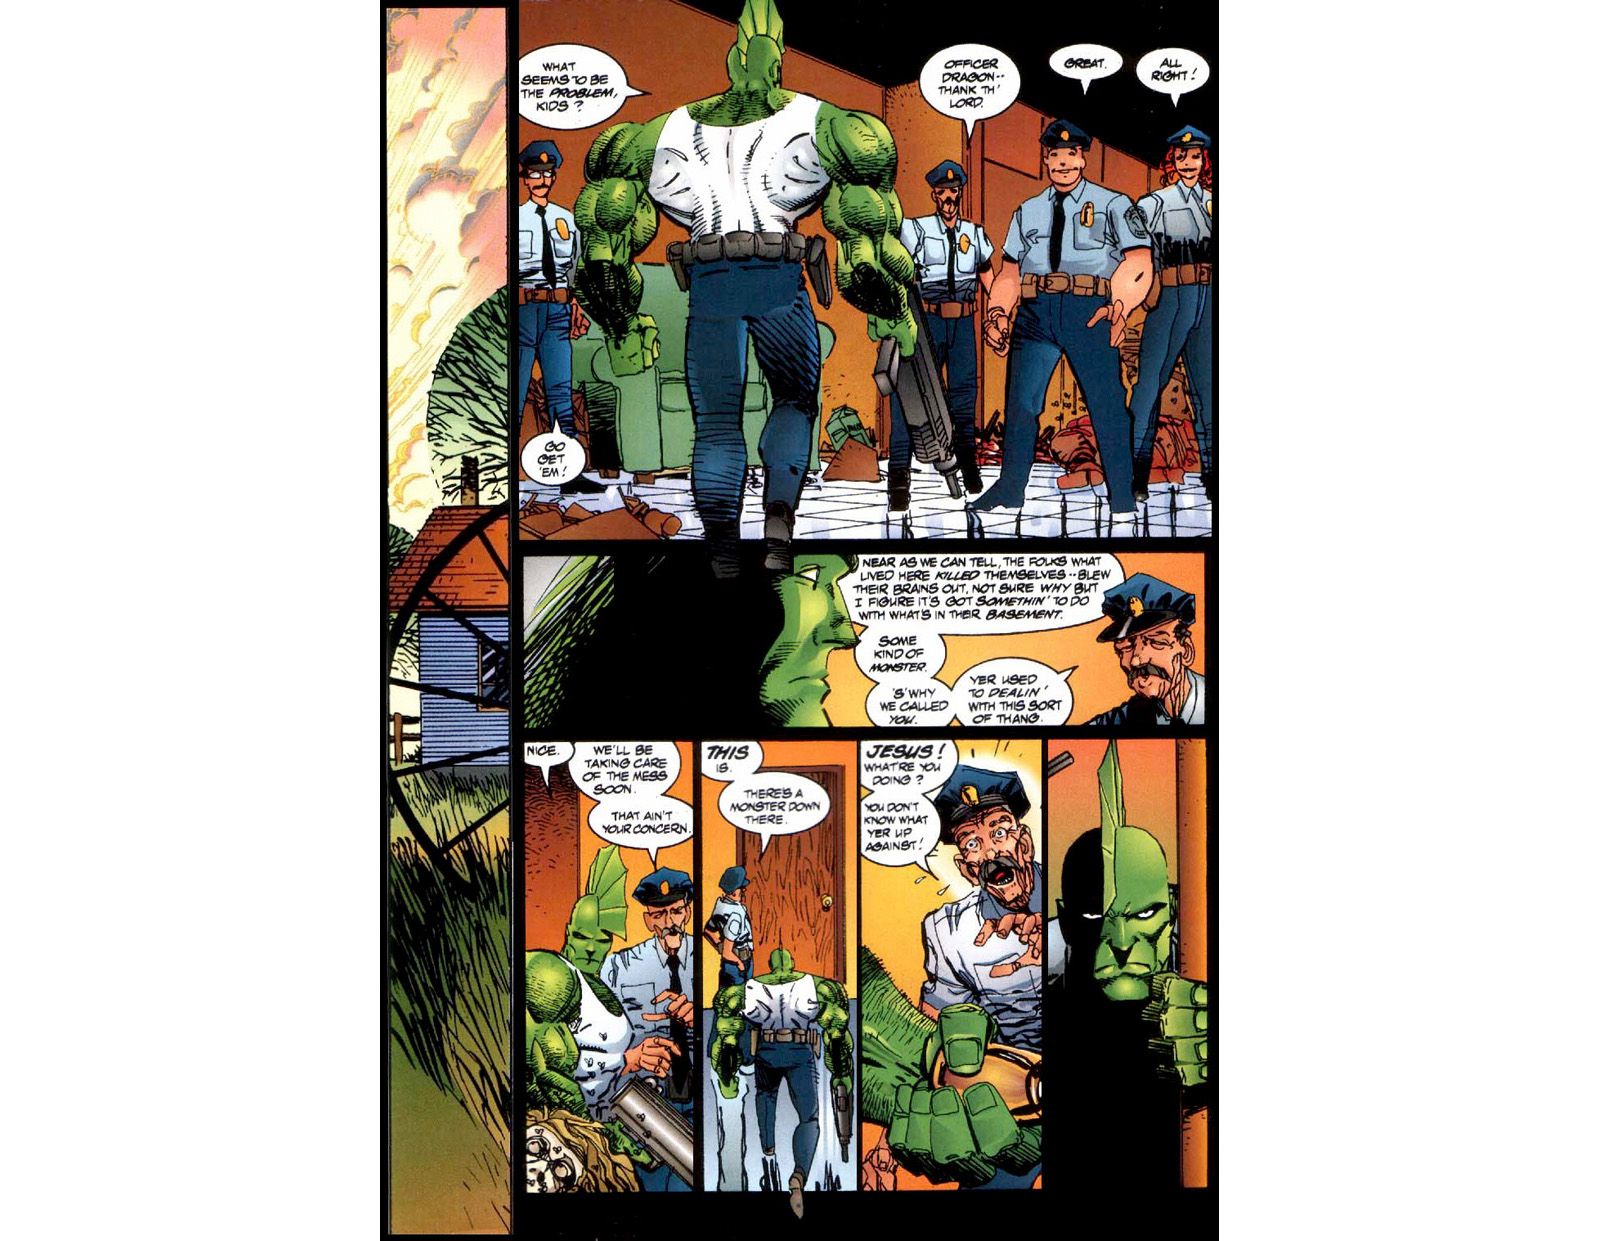 WHAT
SEEMS TO BE
THE PROBLEM,
KIDS?
OFFICER
DRAGON--
THANK TH'
LORD.
GREAT.
ALL
RIGHT!
GO
GET
'EM!
NEAR AS WE CAN TELL, THE FOLKS WHAT
LIVED HERE KILLED THEMSELVES--BLEW
THEIR BRAINS OUT, NOT SURE WHY BUT
I FIGURE IT'S GOT SOMETHIN' TO DO
WITH WHAT'S IN THEIR BASEMENT.
SOME
KIND OF
MONSTER.
'S' WHY
WE CALLED
YOU.
YER USED
TO DEALIN'
WITH THIS SORT
OF THANG.
NICE.
WE'LL BE
TAKING CARE
OF THE MESS
SOON.
THAT AIN'T
YOUR CONCERN.
THIS
IS.
THERE'S A
MONSTER DOWN
THERE.
JESUS!
WHAT'RE YOU
DOING?
YOU DON'T
KNOW WHAT
YER UP
AGAINST!